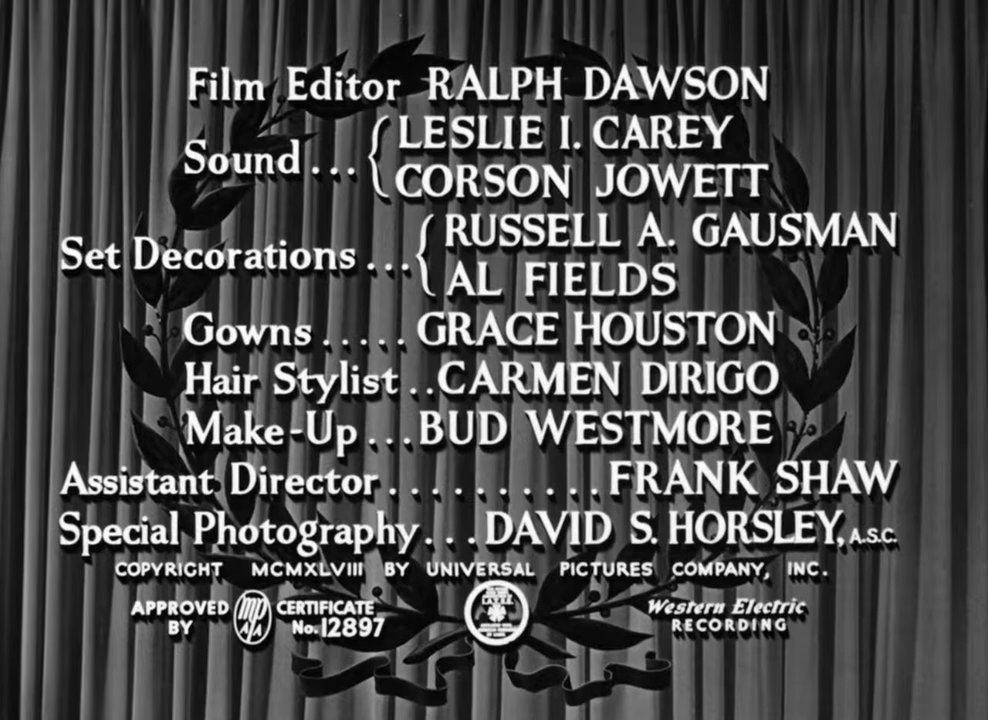 Film Editor RALPH DAWSON
Sound ... LESLIE I. CAREY
CORSON JOWETT
Set Decorations ... RUSSELL A. GAUSMAN
AL FIELDS
Gowns ..... GRACE HOUSTON
Hair Stylist .. CARMEN DIRIGO
Make-Up ... BUD WESTMORE
Assistant Director .......... FRANK SHAW
Special Photography ... DAVID S. HORSLEY, A.S.C.
COPYRIGHT MCMXLVIII BY UNIVERSAL PICTURES COMPANY, INC.
APPROVED BY MPAA CERTIFICATE No. 12897
Western Electric
RECORDING